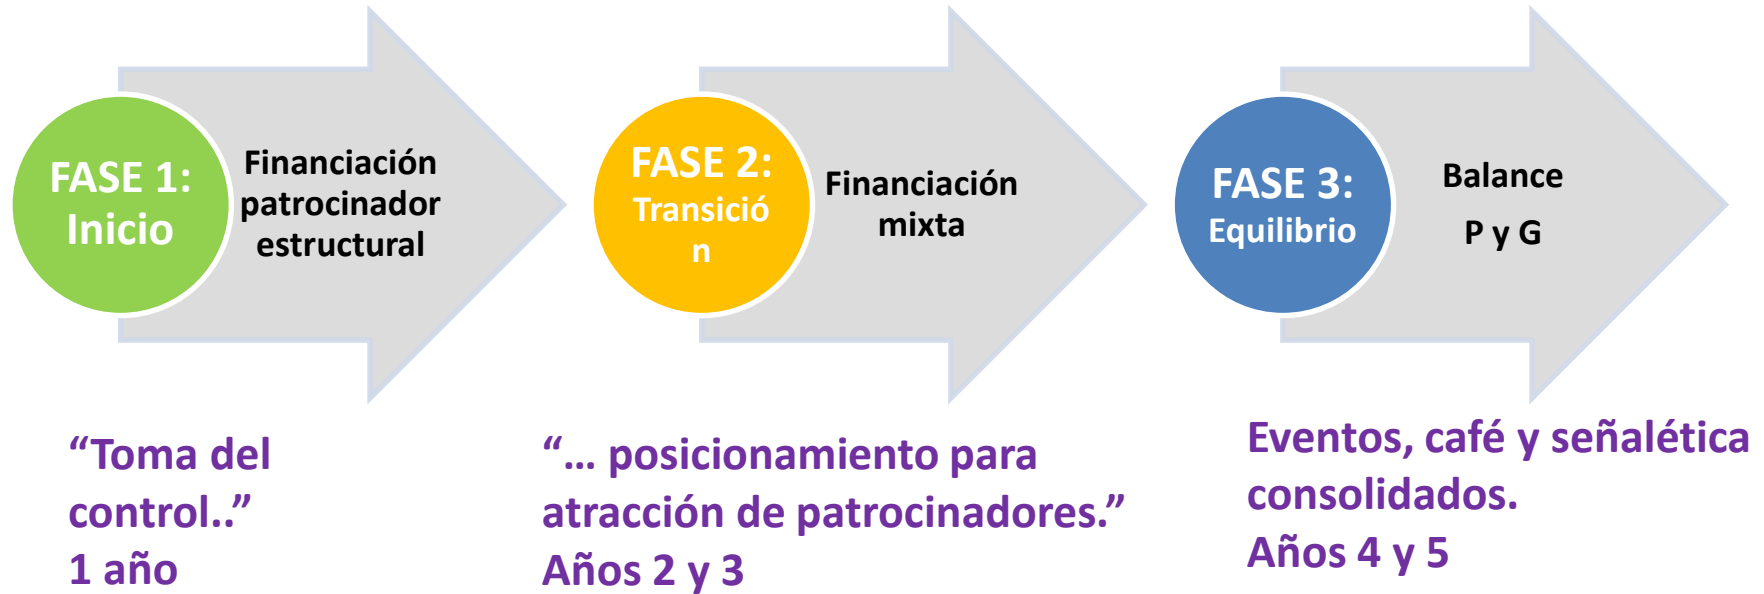 FASE 1:
Inicio
Financiación
patrocinador
estructural
FASE 2:
Transició
n
Financiación
mixta
FASE 3:
Equilibrio
Balance
P y G
“Toma del
control..”
1 año
“... posicionamiento para
atracción de patrocinadores.”
Años 2 y 3
Eventos, café y señalética
consolidados.
Años 4 y 5